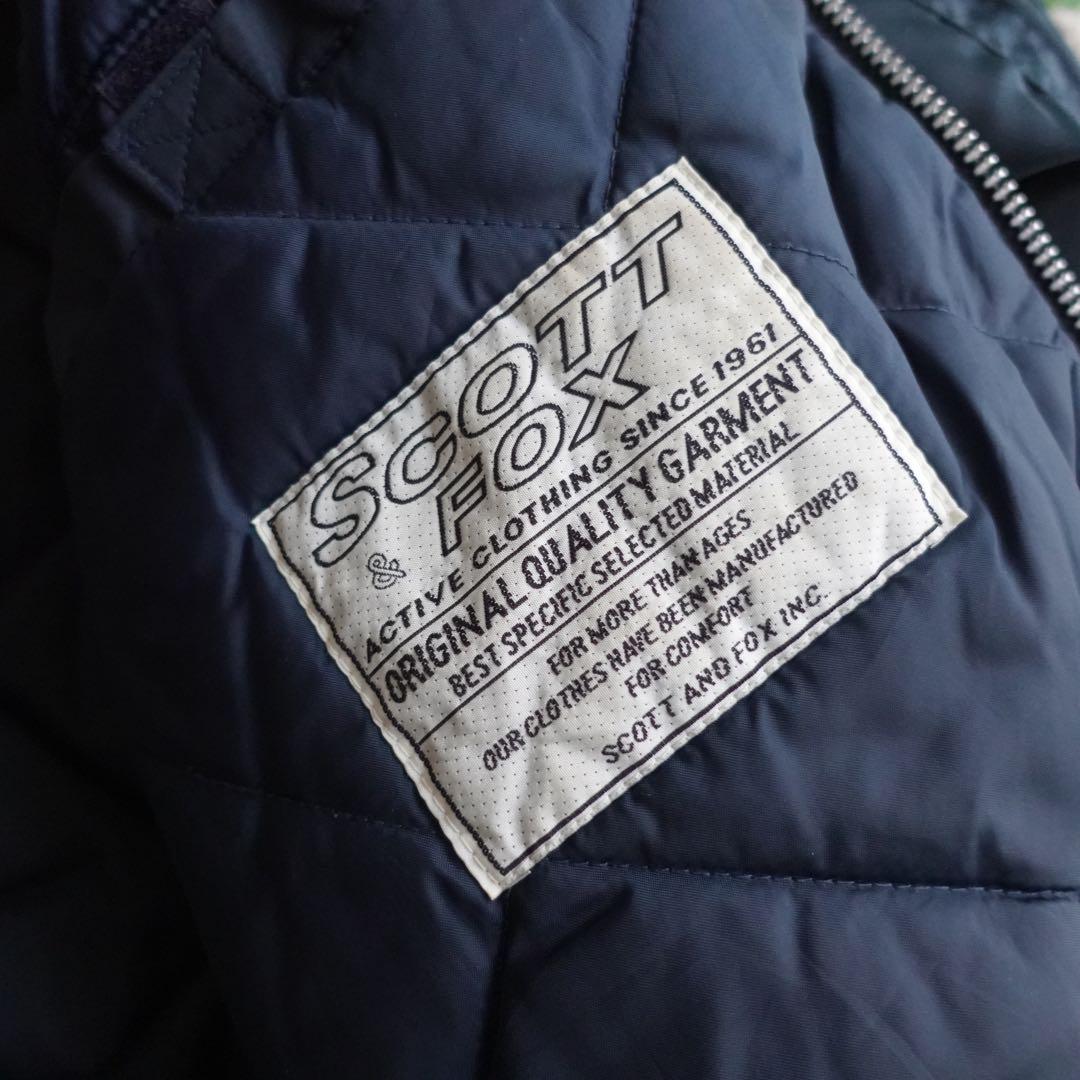 SCOTT
& FOX
ACTIVE CLOTHING SINCE 1961
ORIGINAL QUALITY GARMENT
BEST SPECIFIC SELECTED MATERIAL
FOR MORE THAN AGES
OUR CLOTHES HAVE BEEN MANUFACTURED
FOR COMFORT
SCOTT AND FOX INC.